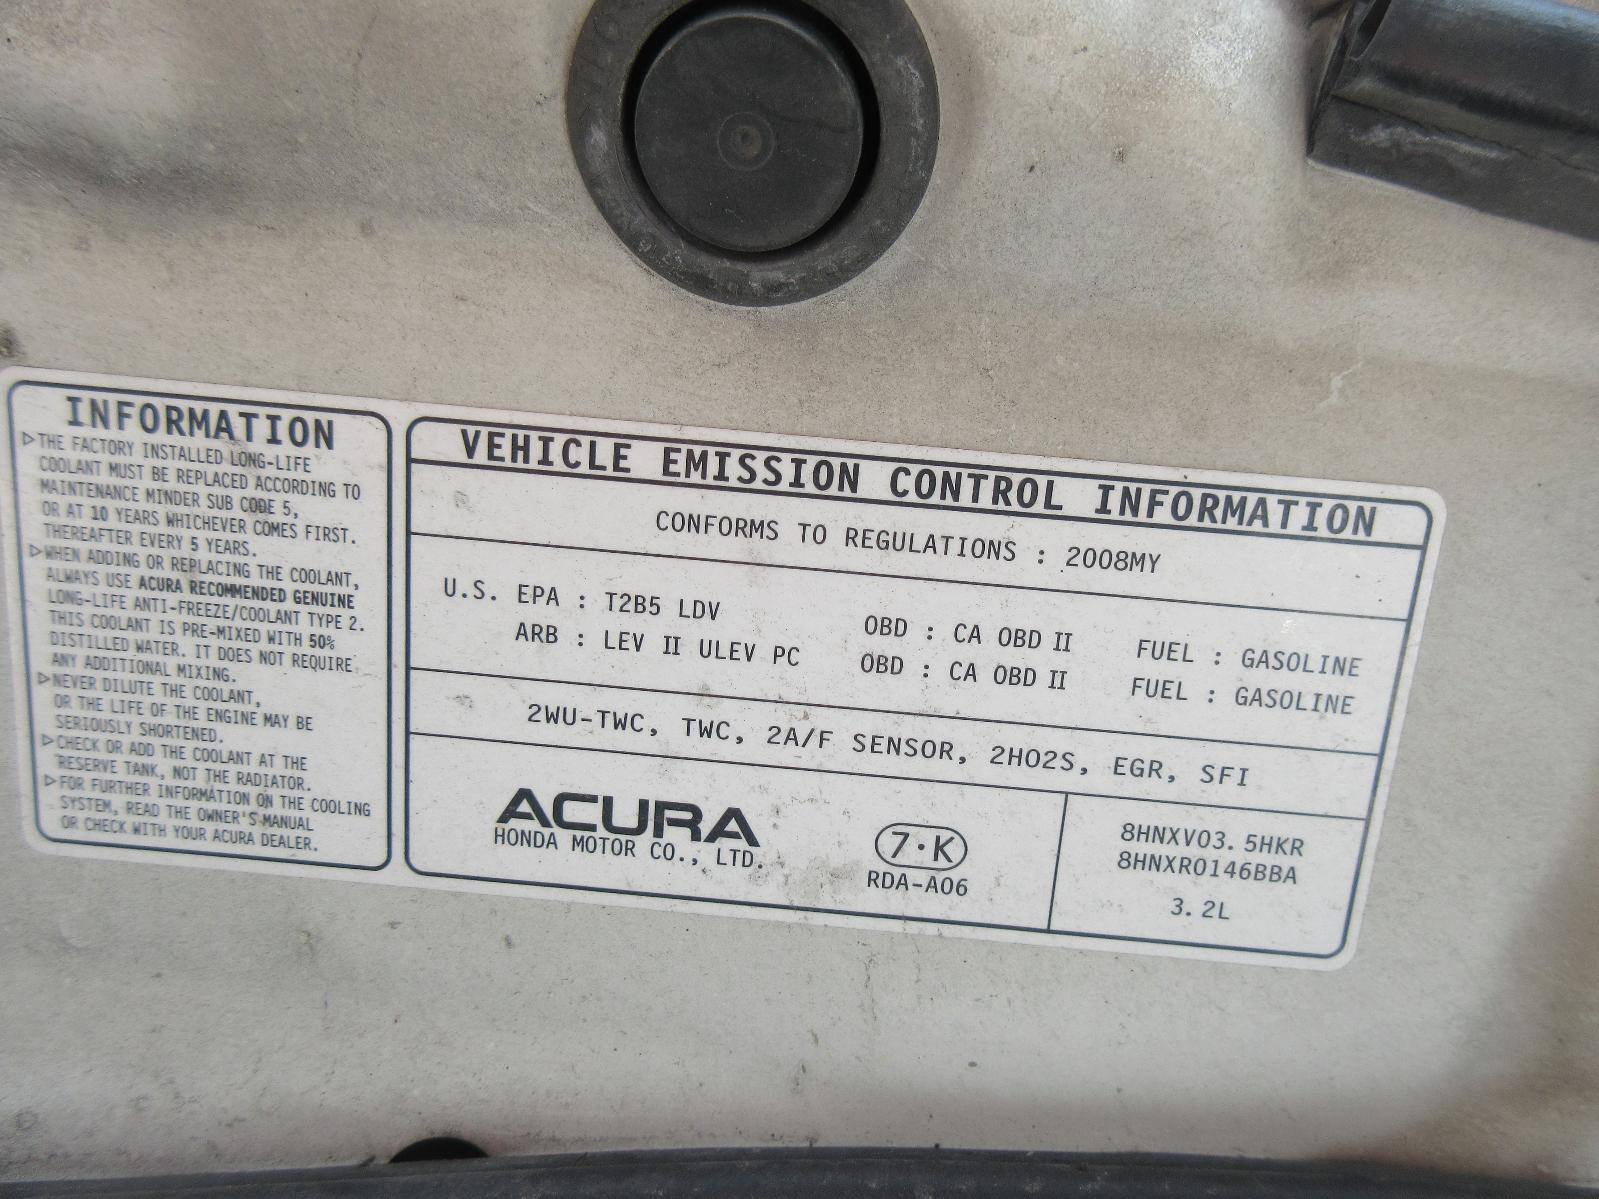 INFORMATION
▷THE FACTORY INSTALLED LONG-LIFE
COOLANT MUST BE REPLACED ACCORDING TO
MAINTENANCE MINDER SUB CODE 5,
OR AT 10 YEARS WHICHEVER COMES FIRST.
THEREAFTER EVERY 5 YEARS.
▷WHEN ADDING OR REPLACING THE COOLANT,
ALWAYS USE ACURA RECOMMENDED GENUINE
LONG-LIFE ANTI-FREEZE/COOLANT TYPE 2.
THIS COOLANT IS PRE-MIXED WITH 50%
DISTILLED WATER. IT DOES NOT REQUIRE
ANY ADDITIONAL MIXING.
▷NEVER DILUTE THE COOLANT,
OR THE LIFE OF THE ENGINE MAY BE
SERIOUSLY SHORTENED.
▷CHECK OR ADD THE COOLANT AT THE
RESERVE TANK, NOT THE RADIATOR.
▷FOR FURTHER INFORMATION ON THE COOLING
SYSTEM, READ THE OWNER'S MANUAL
OR CHECK WITH YOUR ACURA DEALER.
VEHICLE EMISSION CONTROL INFORMATION
CONFORMS TO REGULATIONS : 2008MY
U.S. EPA : T2B5 LDV OBD : CA OBD II FUEL : GASOLINE
ARB : LEV II ULEV PC OBD : CA OBD II FUEL : GASOLINE
2WU-TWC, TWC, 2A/F SENSOR, 2HO2S, EGR, SFI
ACURA
HONDA MOTOR CO., LTD.
7·K
RDA-A06
8HNXV03.5HKR
8HNXR0146BBA
3.2L